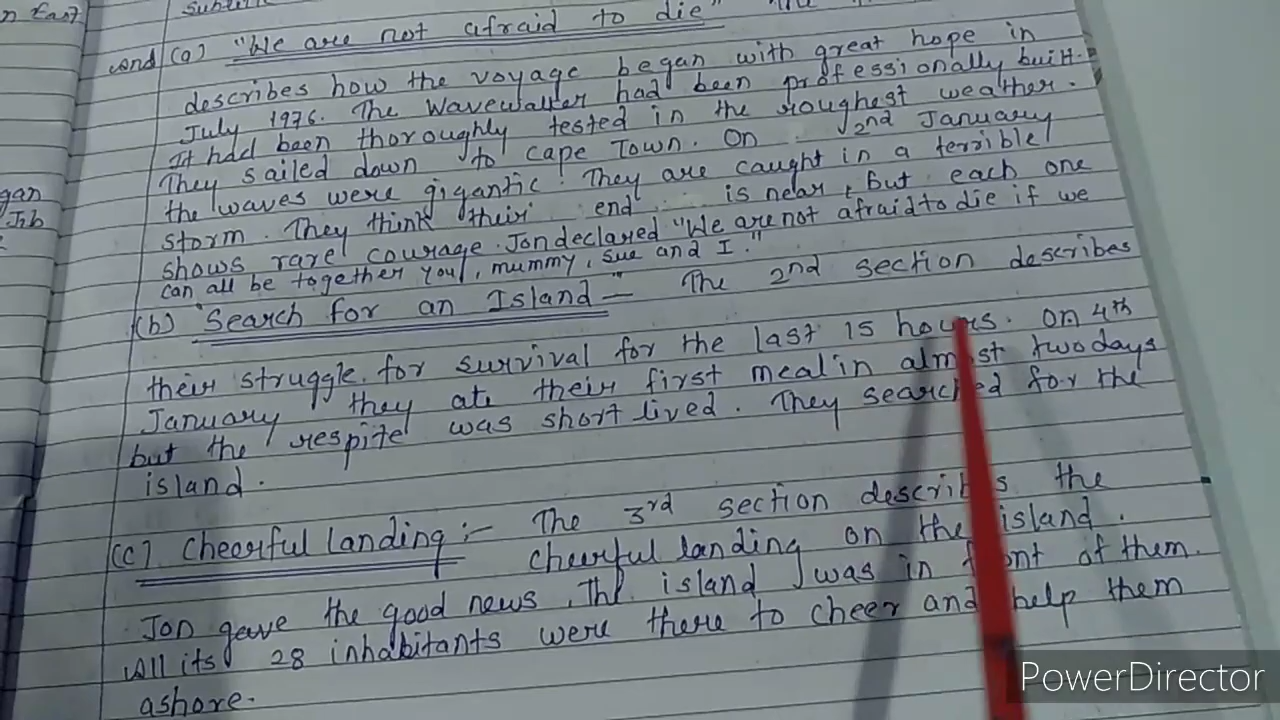 and (a) "We are not afraid to die"
describes how the voyage began with great hope in
July 1976. The Wavewalker had been professionally built.
It had been thoroughly tested in the roughest weather.
They sailed down to Cape Town. On 2nd January
the waves were gigantic. They are caught in a terrible
storm. They think their end is near, but each one
shows rare courage. Jon declared "We are not afraid to die if we
can all be together you, mummy, sue and I."
(b) "Search for an Island" - The 2nd section describes
their struggle for survival for the last 15 hours. On 4th
January they ate their first meal in almost two days
but the respite was short lived. They searched for the
island.
(c) Cheerful Landing :- The 3rd section describes the
cheerful landing on the island.
Jon gave the good news. The island was in front of them.
All its 28 inhabitants were there to cheer and help them
ashore.
gan
Jib
PowerDirector